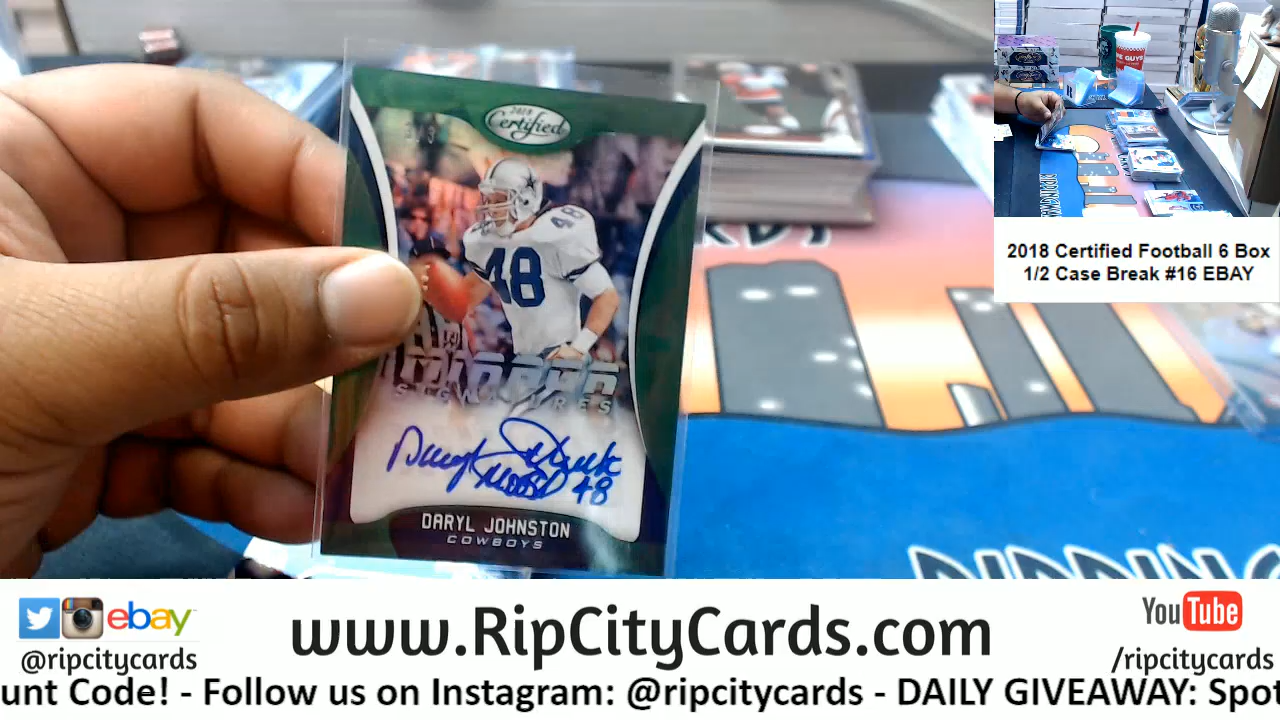 2018
Certified
48
48
MIRROR
SIGNATURES
Daryl Johnston
"Moose" 48
DARYL JOHNSTON
COWBOYS
2018 Certified Football 6 Box
1/2 Case Break #16 EBAY
ebay
@ripcitycards
www.RipCityCards.com
YouTube
/ripcitycards
unt Code! - Follow us on Instagram: @ripcitycards - DAILY GIVEAWAY: Spot